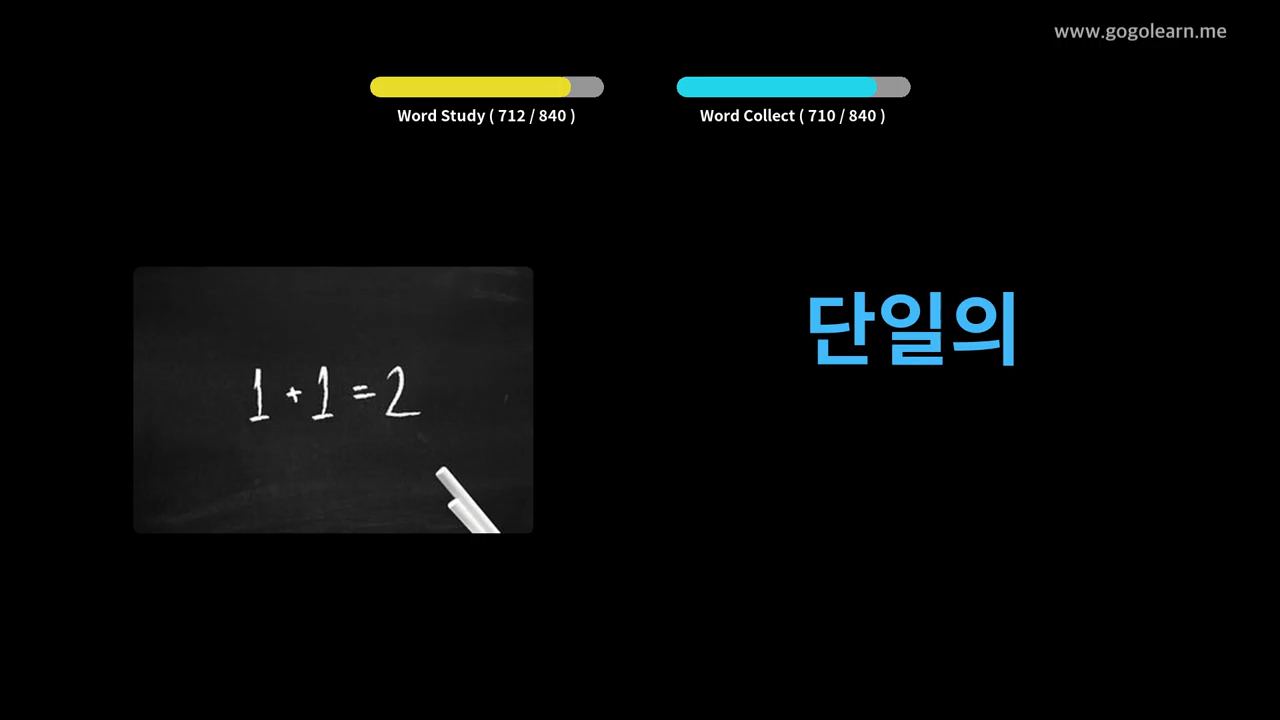 www.gogolearn.me
Word Study ( 712 / 840 )
Word Collect ( 710 / 840 )
1 + 1 = 2
단일의